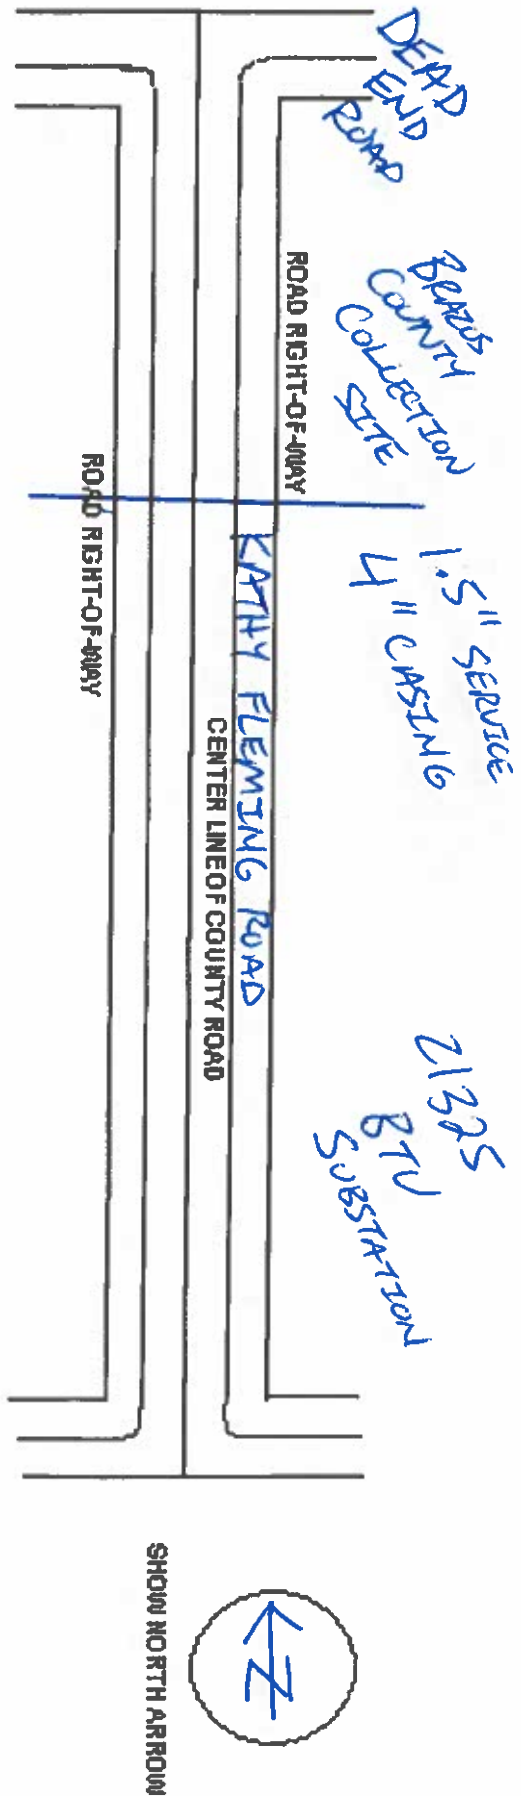 DEAD
END
ROAD
BRAZOS
COUNTY
COLLECTION
SITE
1.5" SERVICE
4" CASING
21325
BTU
SUBSTATION
ROAD RIGHT-OF-WAY
KATHY FLEMING ROAD
CENTER LINE OF COUNTY ROAD
ROAD RIGHT-OF-WAY
N
SHOW NORTH ARROW